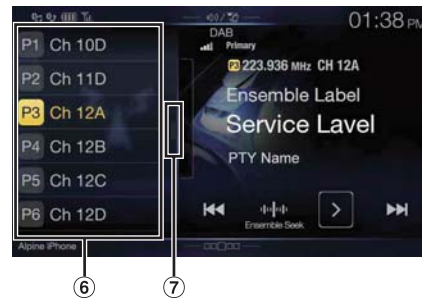 01:38 PM
DAB
Primary
P3 223.936 MHz CH 12A
Ensemble Label
Service Lavel
PTY Name
Ensemble Seek
P1 Ch 10D
P2 Ch 11D
P3 Ch 12A
P4 Ch 12B
P5 Ch 12C
P6 Ch 12D
Alpine iPhone
6 7